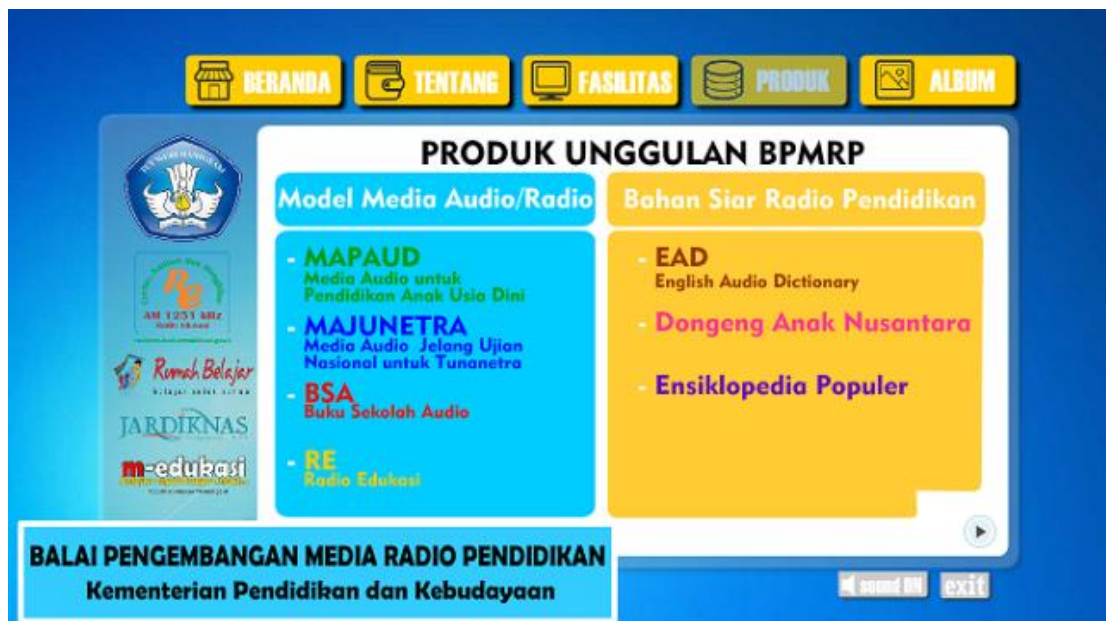 BERANDA
TENTANG
FASILITAS
PRODUK
ALBUM
PRODUK UNGGULAN BPMRP
Model Media Audio/Radio
- MAPAUD
Media Audio untuk
Pendidikan Anak Usia Dini
- MAJUNETRA
Media Audio Jelang Ujian
Nasional untuk Tunanetra
- BSA
Buku Sekolah Audio
- RE
Radio Edukasi
Bahan Siar Radio Pendidikan
- EAD
English Audio Dictionary
- Dongeng Anak Nusantara
- Ensiklopedia Populer
AM 1251 kHz
Radio Edukasi
Rumah Belajar
JARDIKNAS
m-edukasi
BALAI PENGEMBANGAN MEDIA RADIO PENDIDIKAN
Kementerian Pendidikan dan Kebudayaan
sound ON
exit